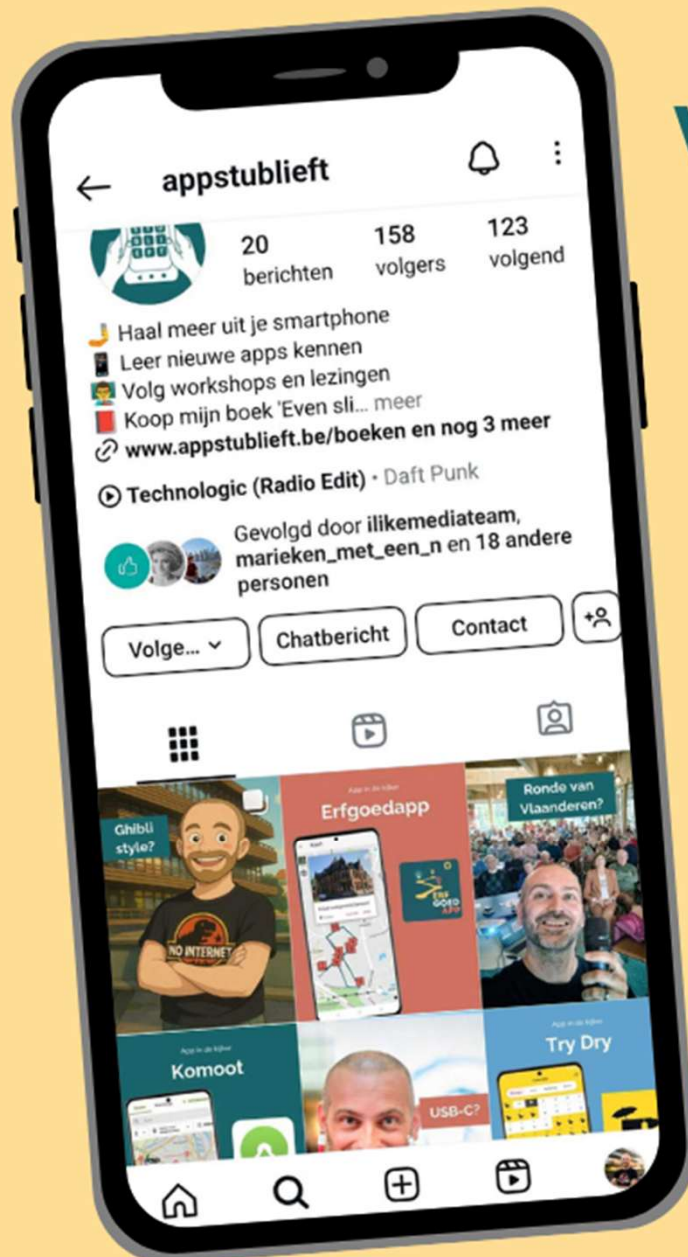 appstublieft
20
berichten
158
volgers
123
volgend
Haal meer uit je smartphone
Leer nieuwe apps kennen
Volg workshops en lezingen
Koop mijn boek 'Even sli... meer
www.appstublieft.be/boeken en nog 3 meer
Technologic (Radio Edit) • Daft Punk
Gevolgd door ilikemediateam,
marieken_met_een_n en 18 andere
personen
Volge...
Chatbericht
Contact
Ghibli
style?
NO INTERNET
App in de kijker
Erfgoedapp
ERF
GOED
APP
Ronde van
Vlaanderen?
App in de kijker
Komoot
USB-C?
App in de kijker
Try Dry